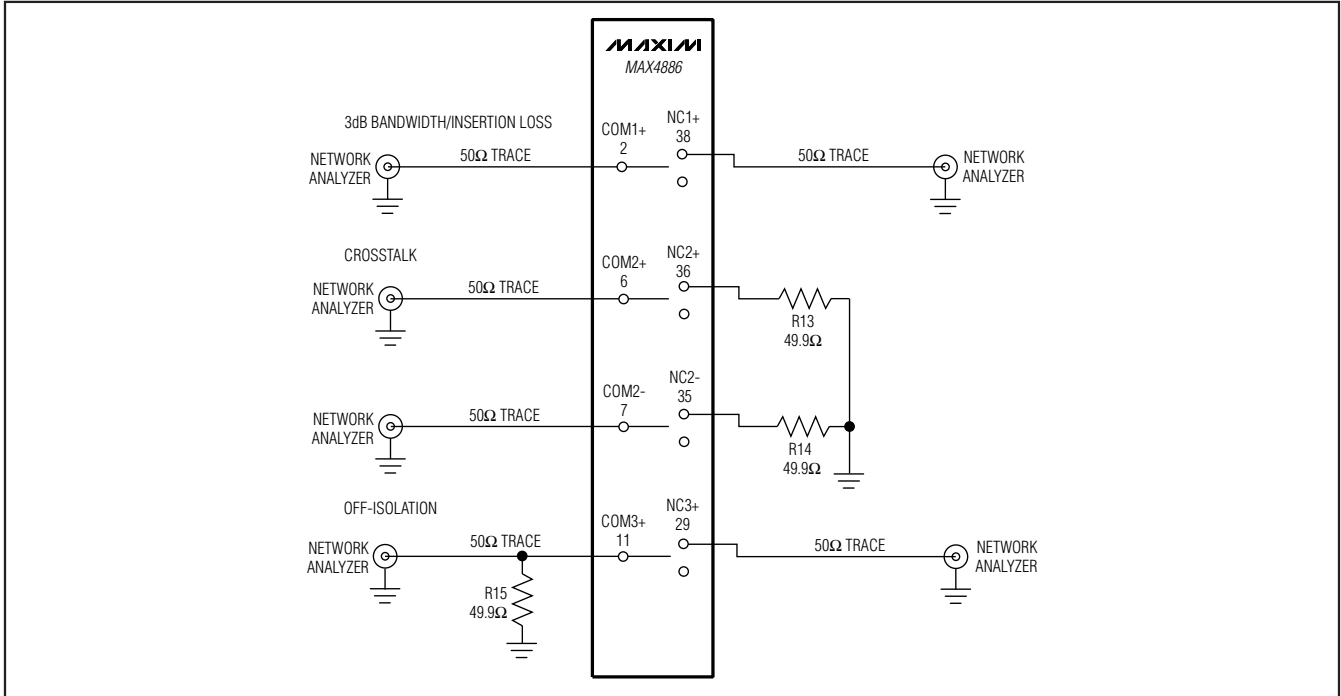 MAXIM
MAX4886
3dB BANDWIDTH/INSERTION LOSS
NETWORK
ANALYZER
50Ω TRACE
COM1+
2
NC1+
38
50Ω TRACE
NETWORK
ANALYZER
CROSSTALK
NETWORK
ANALYZER
50Ω TRACE
COM2+
6
NC2+
36
R13
49.9Ω
NETWORK
ANALYZER
50Ω TRACE
COM2-
7
NC2-
35
R14
49.9Ω
OFF-ISOLATION
NETWORK
ANALYZER
50Ω TRACE
R15
49.9Ω
COM3+
11
NC3+
29
50Ω TRACE
NETWORK
ANALYZER